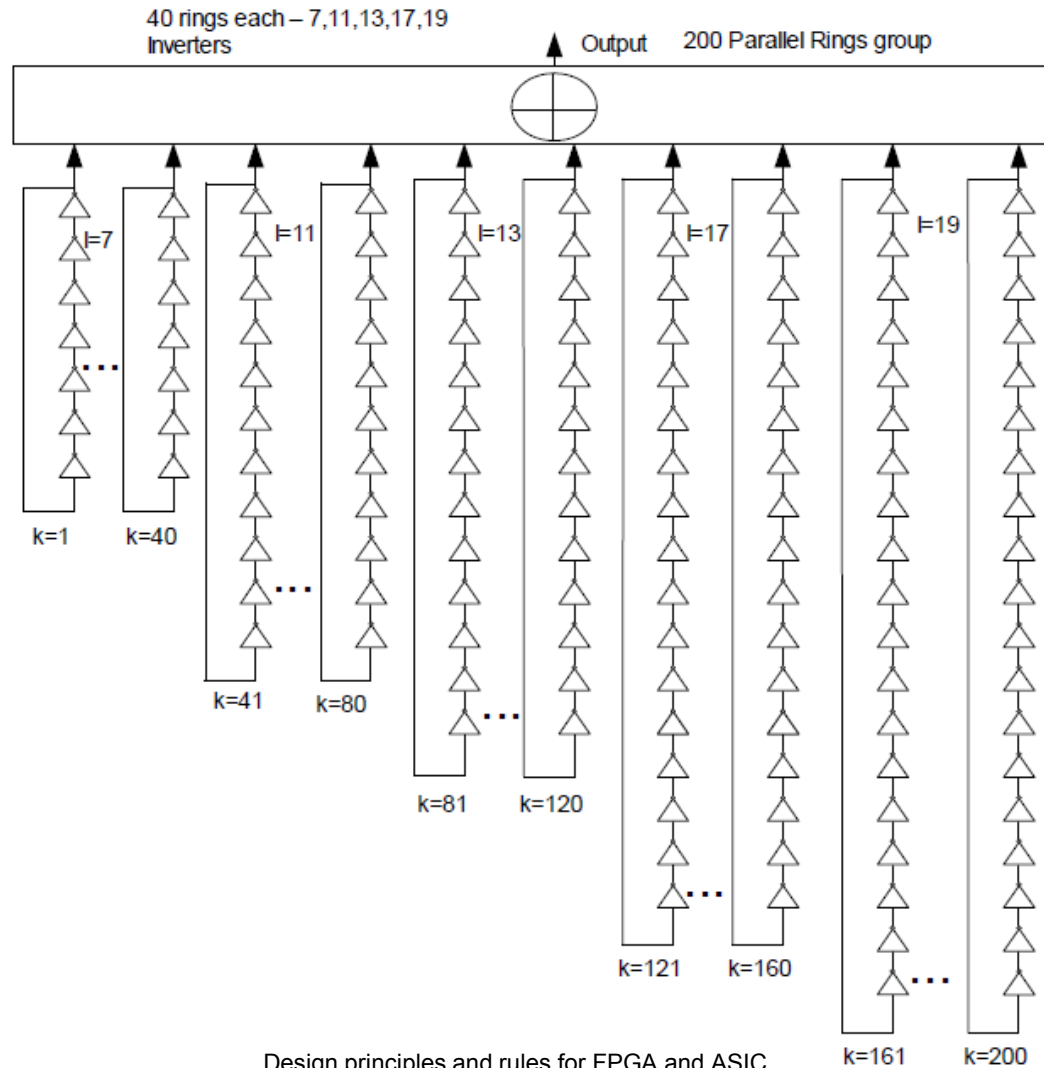 40 rings each – 7,11,13,17,19
Inverters
Output
200 Parallel Rings group
l=7
l=11
l=13
l=17
l=19
...
k=1
k=40
...
k=41
k=80
...
k=81
k=120
...
k=121
k=160
...
k=161
k=200
Design principles and rules for FPGA and ASIC